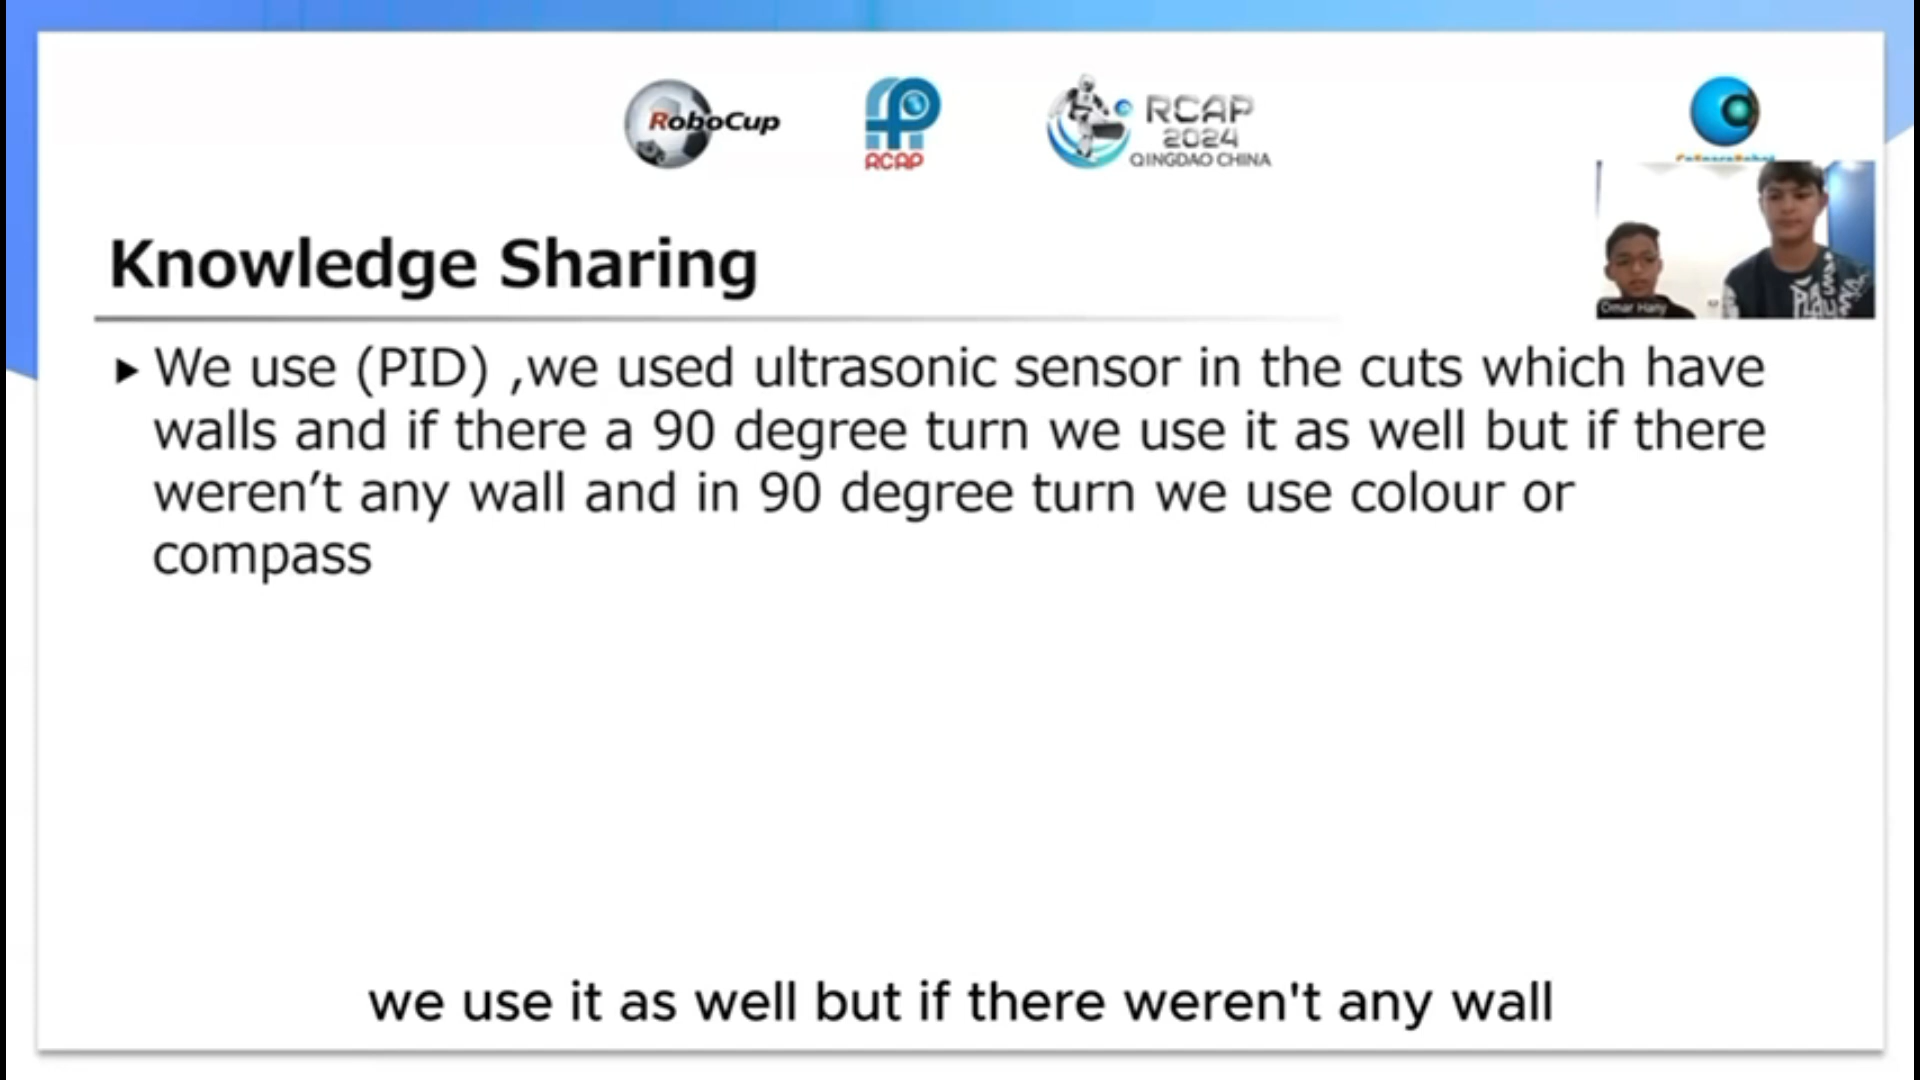 RoboCup
RCAP
RCAP
2024
QINGDAO CHINA
Omar Hany
Knowledge Sharing
We use (PID) ,we used ultrasonic sensor in the cuts which have
walls and if there a 90 degree turn we use it as well but if there
weren't any wall and in 90 degree turn we use colour or
compass
we use it as well but if there weren't any wall